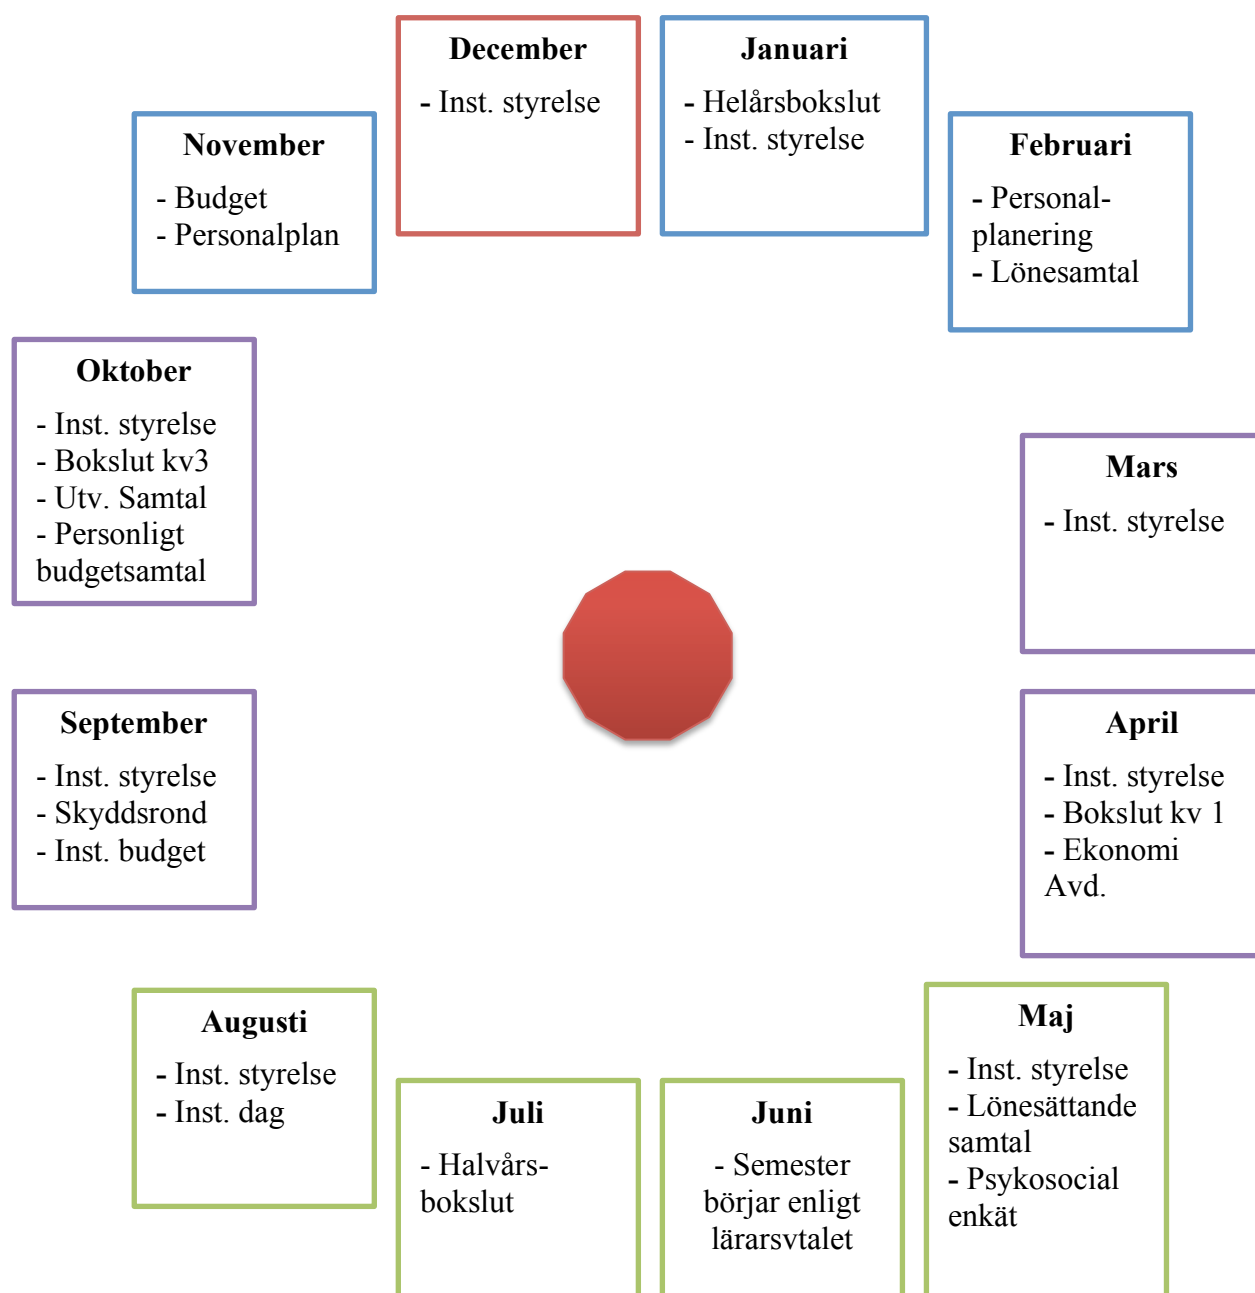 December
- Inst. styrelse
Januari
- Helårsbokslut
- Inst. styrelse
Februari
- Personal-
planering
- Lönesamtal
Mars
- Inst. styrelse
April
- Inst. styrelse
- Bokslut kv 1
- Ekonomi
Avd.
Maj
- Inst. styrelse
- Lönesättande
samtal
- Psykosocial
enkät
Juni
- Semester
börjar enligt
lärarsvtalet
Juli
- Halvårs-
bokslut
Augusti
- Inst. styrelse
- Inst. dag
September
- Inst. styrelse
- Skyddsrond
- Inst. budget
Oktober
- Inst. styrelse
- Bokslut kv3
- Utv. Samtal
- Personligt
budgetsamtal
November
- Budget
- Personalplan